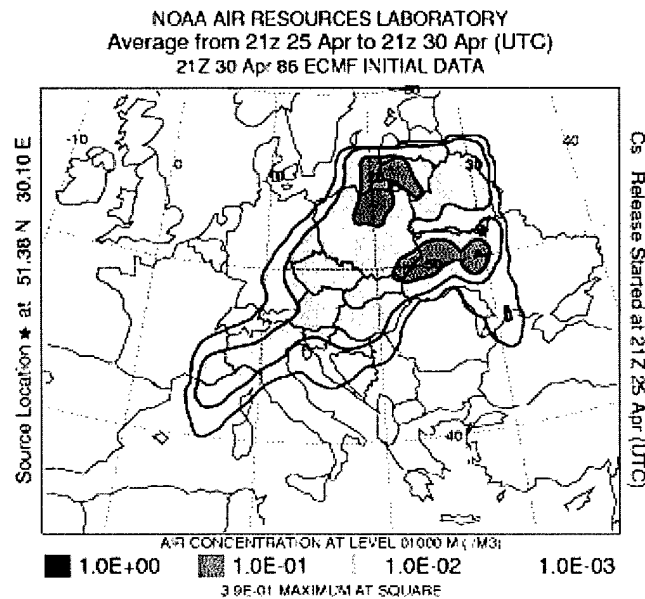 NOAA AIR RESOURCES LABORATORY
Average from 21z 25 Apr to 21z 30 Apr (UTC)
21Z 30 Apr 86 ECMF INITIAL DATA
Source Location ★ at 51.38 N 30.10 E
-10
0
10
30
40
40
Cs Release Started at 21Z 25 Apr (UTC)
AIR CONCENTRATION AT LEVEL 01000 M ( /M3)
1.0E+00 1.0E-01 1.0E-02 1.0E-03
3.9E-01 MAXIMUM AT SQUARE